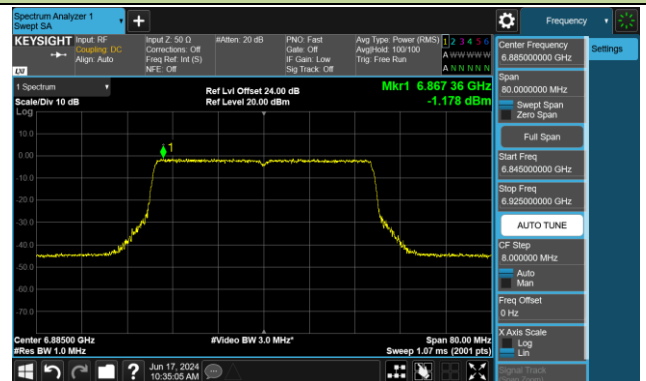 Spectrum Analyzer 1
Swept SA
Frequency
KEYSIGHT
Input: RF
Coupling: DC
Align: Auto
Input Z: 50 Ω
Corrections: Off
Freq Ref: Int (S)
NFE: Off
#Atten: 20 dB
PNO: Fast
Gate: Off
IF Gain: Low
Sig Track: Off
Avg Type: Power (RMS)
Avg|Hold: 100/100
Trig: Free Run
1 2 3 4 5 6
A W W W W W
A N N N N N
LXI
1 Spectrum
Scale/Div 10 dB
Log
Ref Lvl Offset 24.00 dB
Ref Level 20.00 dBm
Mkr1 6.867 36 GHz
-1.178 dBm
1
10.0
0.00
-10.0
-20.0
-30.0
-40.0
-50.0
-60.0
-70.0
Center 6.88500 GHz
#Res BW 1.0 MHz
#Video BW 3.0 MHz*
Span 80.00 MHz
Sweep 1.07 ms (2001 pts)
Jun 17, 2024
10:35:05 AM
Center Frequency
6.885000000 GHz
Span
80.0000000 MHz
Swept Span
Zero Span
Full Span
Start Freq
6.845000000 GHz
Stop Freq
6.925000000 GHz
AUTO TUNE
CF Step
8.000000 MHz
Auto
Man
Freq Offset
0 Hz
X Axis Scale
Log
Lin
Signal Track
Settings